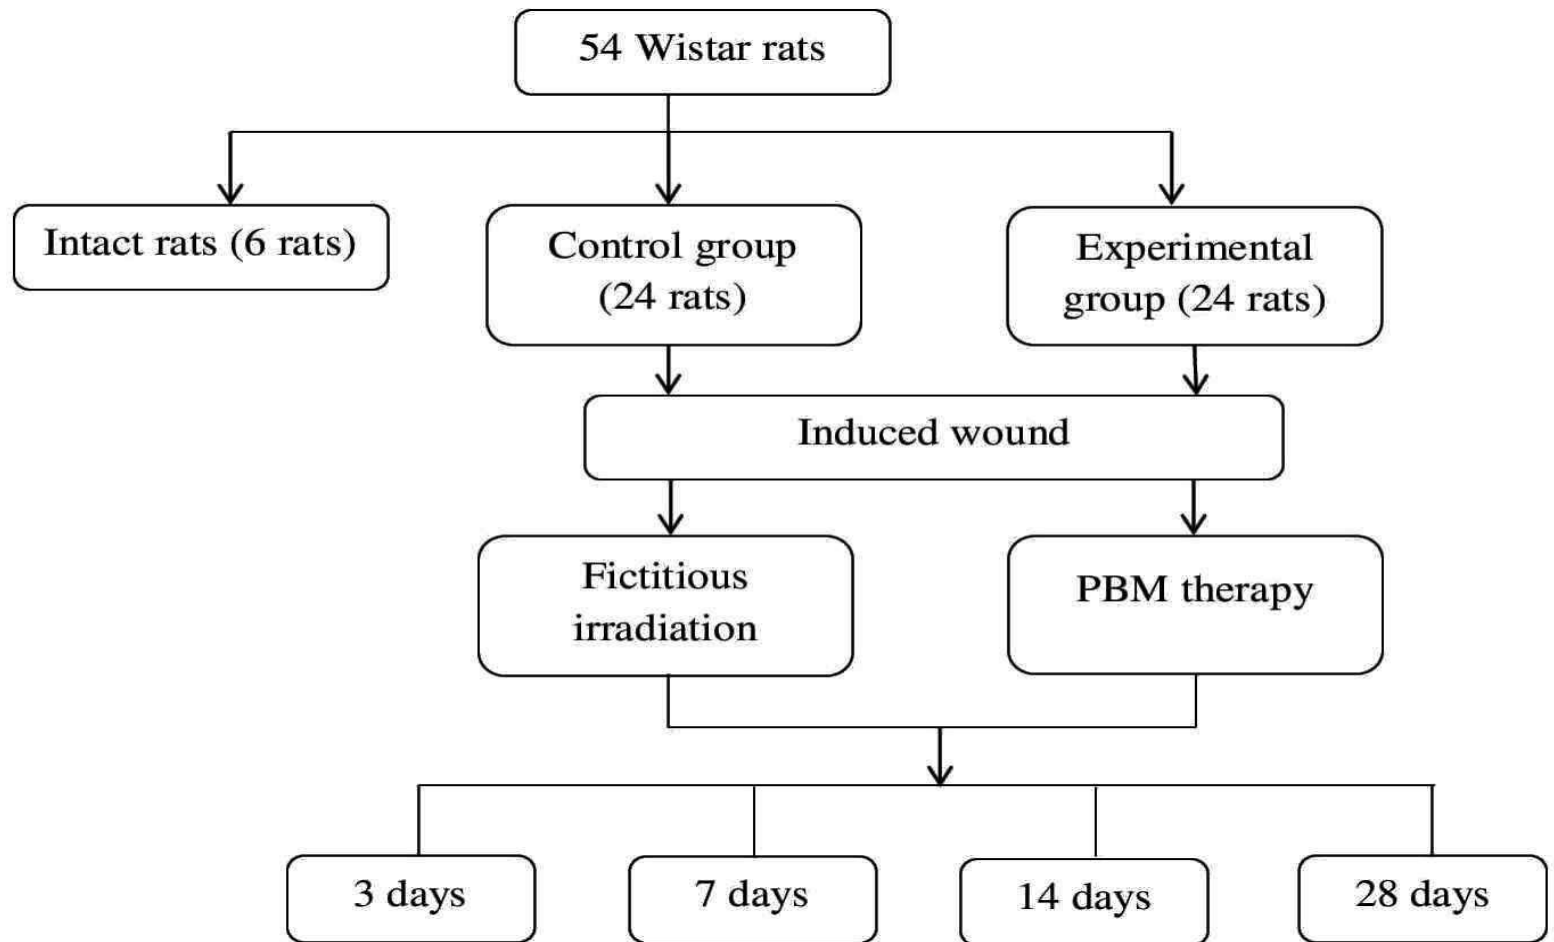 54 Wistar rats
Intact rats (6 rats)
Control group
(24 rats)
Experimental
group (24 rats)
Induced wound
Fictitious
irradiation
PBM therapy
3 days
7 days
14 days
28 days